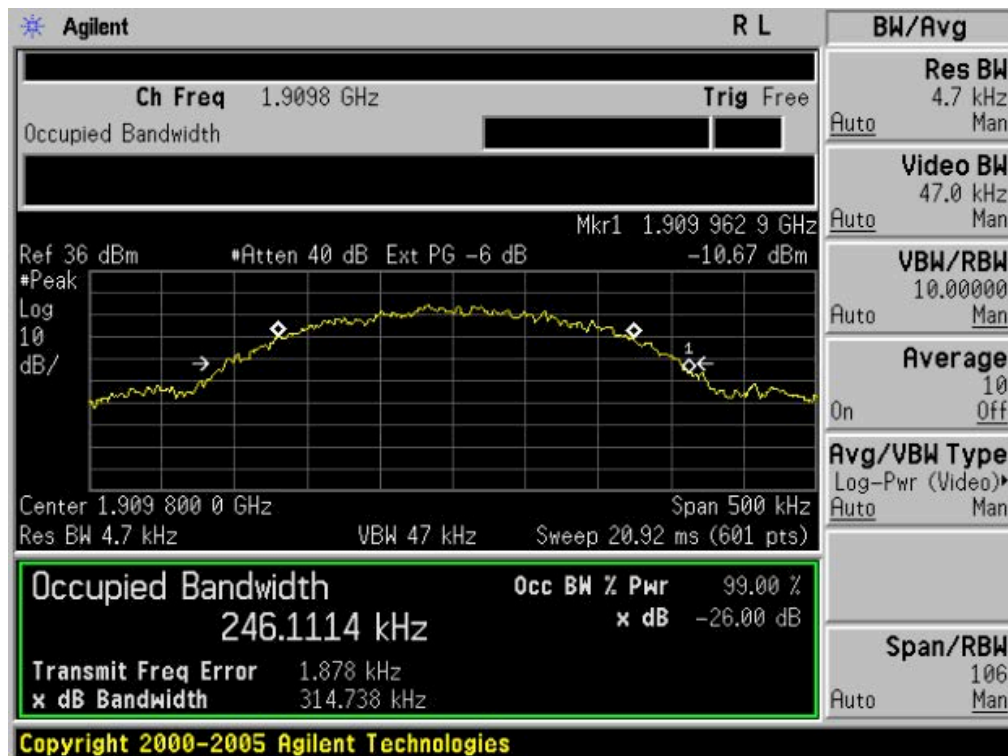 Agilent
R L
BW/Avg
Ch Freq 1.9098 GHz
Trig Free
Occupied Bandwidth
Mkr1 1.909 962 9 GHz
Ref 36 dBm
#Atten 40 dB Ext PG -6 dB
-10.67 dBm
#Peak
Log
10
dB/
1
Center 1.909 800 0 GHz
Span 500 kHz
Res BW 4.7 kHz
VBW 47 kHz
Sweep 20.92 ms (601 pts)
Occupied Bandwidth
246.1114 kHz
Occ BW % Pwr 99.00 %
x dB -26.00 dB
Transmit Freq Error 1.878 kHz
x dB Bandwidth 314.738 kHz
Res BW
4.7 kHz
Auto Man
Video BW
47.0 kHz
Auto Man
VBW/RBW
10.00000
Auto Man
Average
10
On Off
Avg/VBW Type
Log-Pwr (Video)
Auto Man
Span/RBW
106
Auto Man
Copyright 2000-2005 Agilent Technologies